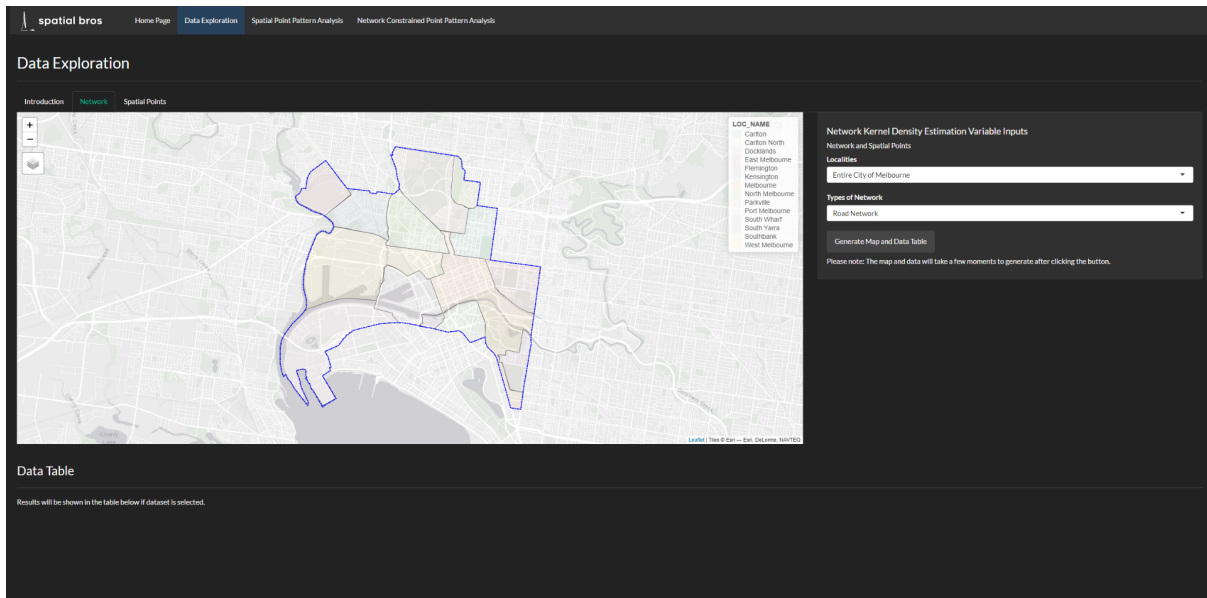 spatial bros
Home Page
Data Exploration
Spatial Point Pattern Analysis
Network Constrained Point Pattern Analysis
Data Exploration
Introduction
Network
Spatial Points
+
−
LOC_NAME
Carlton
Carlton North
Docklands
East Melbourne
Flemington
Kensington
Melbourne
North Melbourne
Parkville
Port Melbourne
South Wharf
South Yarra
Southbank
West Melbourne
Leaflet | Tiles © Esri — Esri, DeLorme, NAVTEQ
Network Kernel Density Estimation Variable Inputs
Network and Spatial Points
Localities
Entire City of Melbourne
Types of Network
Road Network
Generate Map and Data Table
Please note: The map and data will take a few moments to generate after clicking the button.
Data Table
Results will be shown in the table below if dataset is selected.